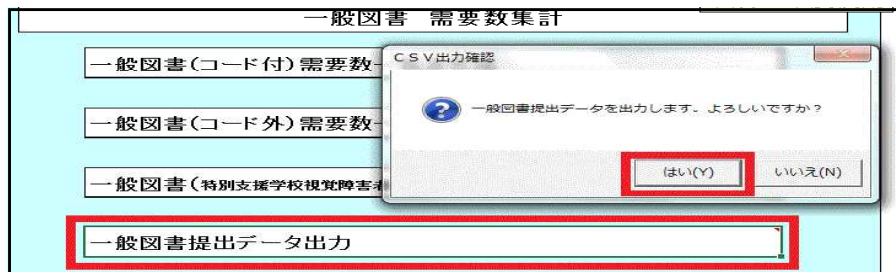 一般図書 需要数集計
一般図書(コード付)需要数
CSV出力確認
一般図書提出データを出力します。よろしいですか？
一般図書(コード外)需要数
はい(Y)
いいえ(N)
一般図書(特別支援学校視覚障害者
一般図書提出データ出力